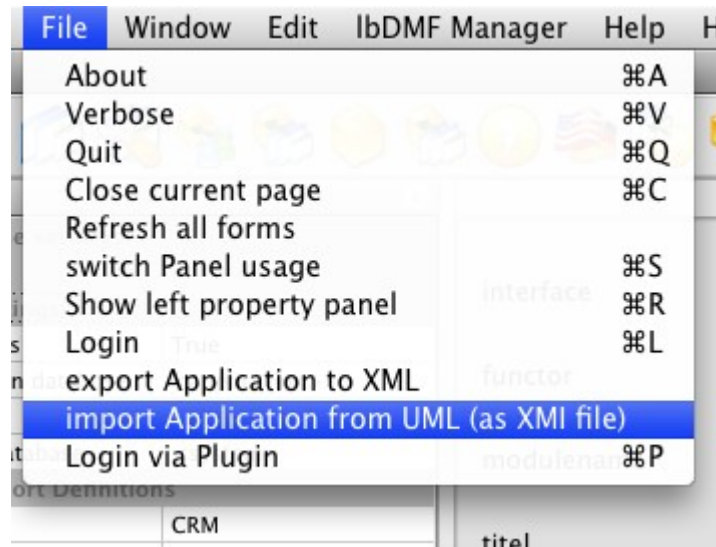 File Window Edit lbDMF Manager Help H
About ⌘A
Verbose ⌘V
Quit ⌘Q
Close current page ⌘C
Refresh all forms
switch Panel usage ⌘S
Show left property panel ⌘R
interface
Login ⌘L
True
export Application to XML
functor
import Application from UML (as XMI file)
Login via Plugin ⌘P
modulename
ort Definitions
CRM
titel